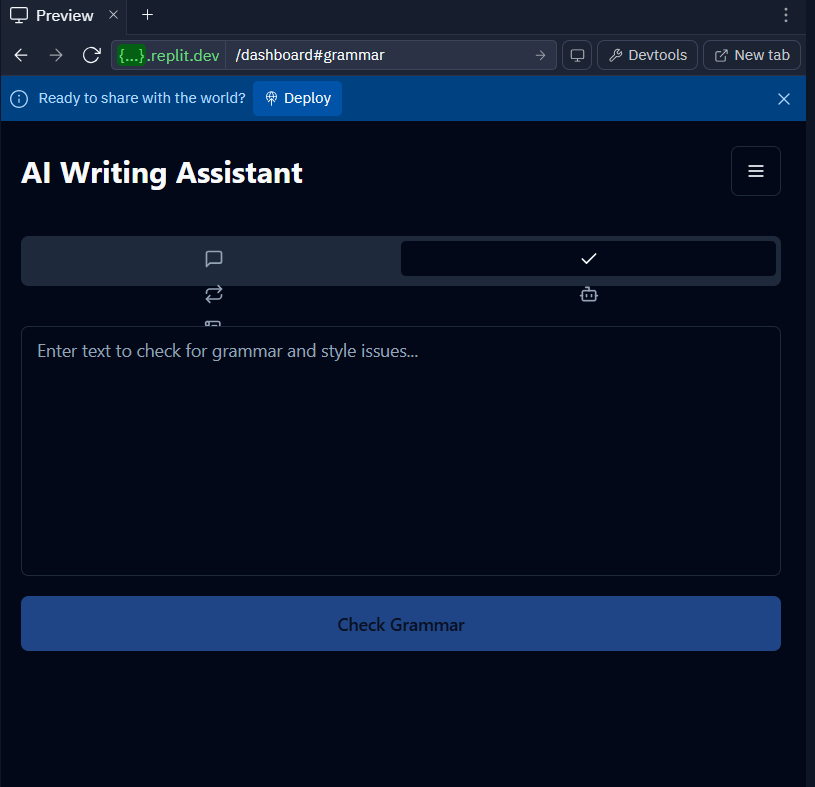 Preview
{...}.replit.dev /dashboard#grammar Devtools New tab
Ready to share with the world? Deploy
AI Writing Assistant
Enter text to check for grammar and style issues...
Check Grammar